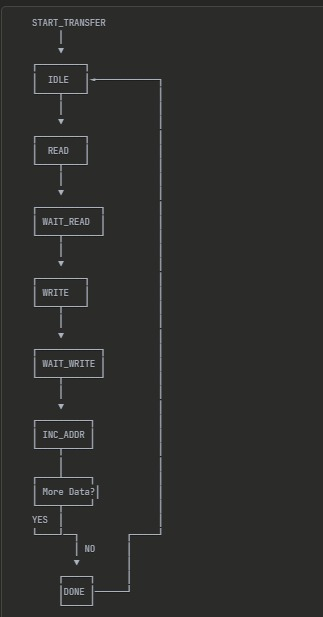 START_TRANSFER
IDLE
READ
WAIT_READ
WRITE
WAIT_WRITE
INC_ADDR
More Data?
YES
NO
DONE